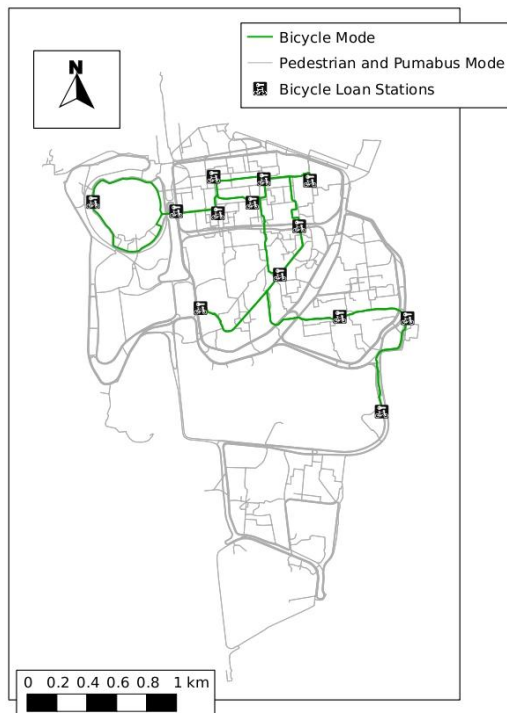 Bicycle Mode
Pedestrian and Pumabus Mode
Bicycle Loan Stations
N
0 0.2 0.4 0.6 0.8 1 km